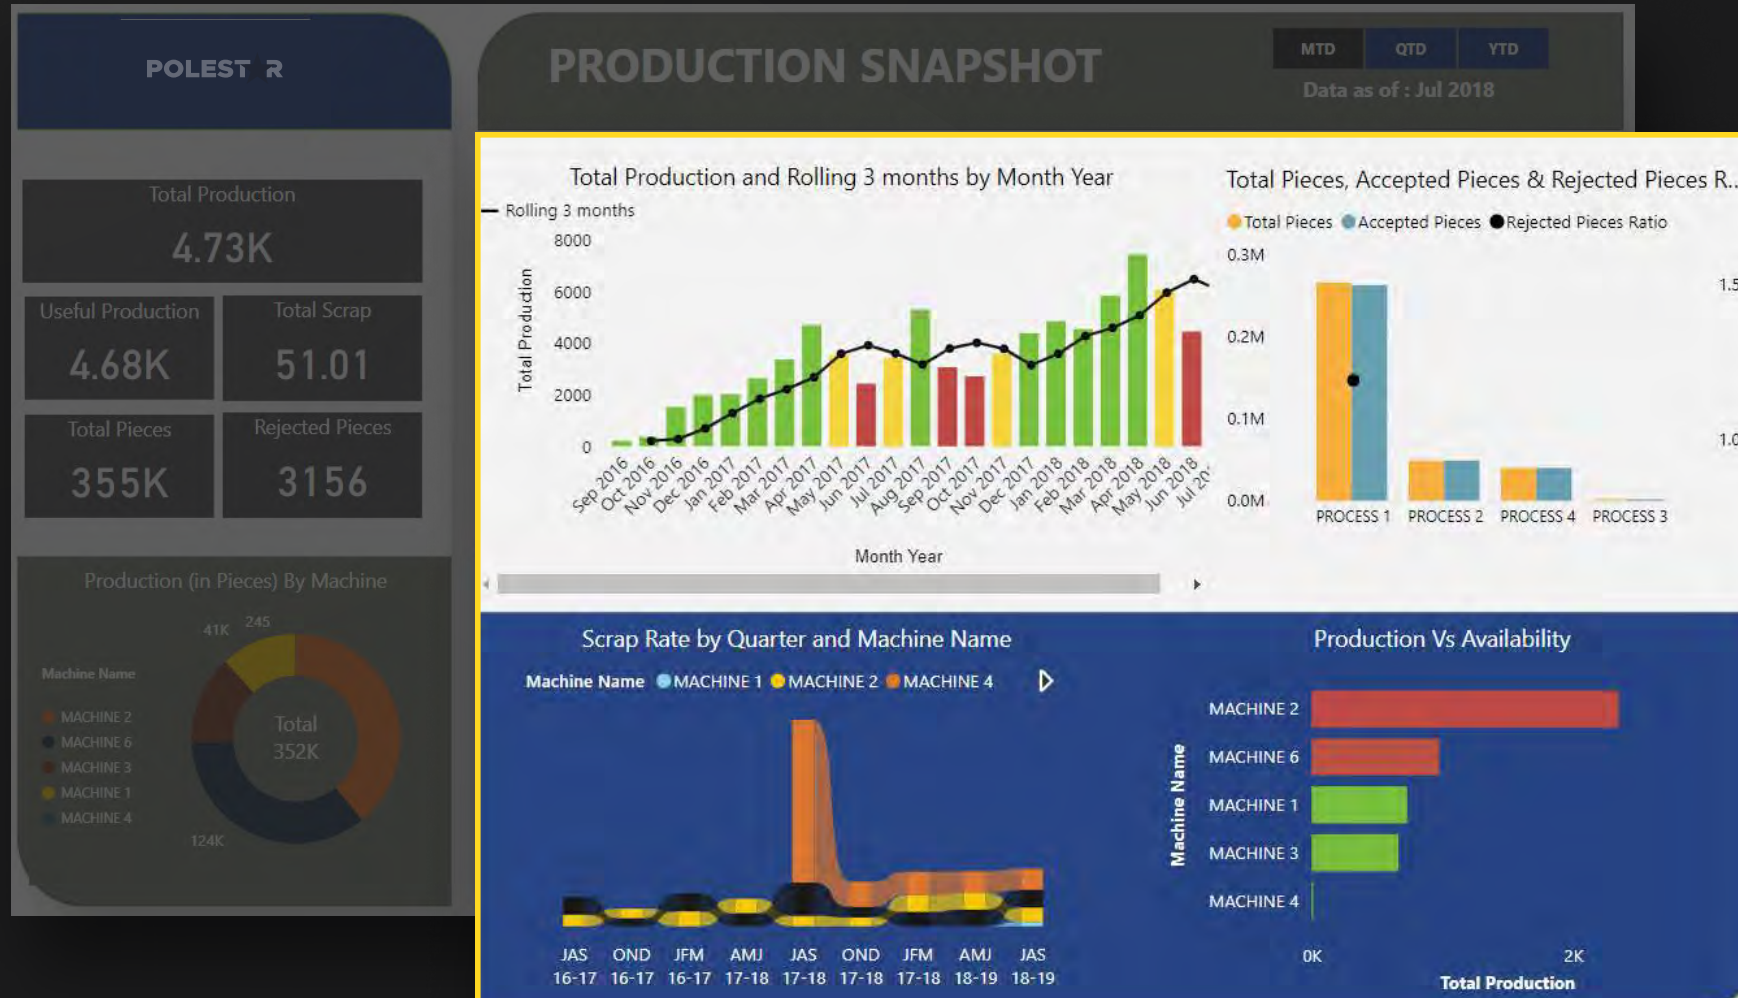 POLEST R
PRODUCTION SNAPSHOT
MTD QTD YTD
Data as of : Jul 2018
Total Production
4.73K
Useful Production
4.68K
Total Scrap
51.01
Total Pieces
355K
Rejected Pieces
3156
Production (in Pieces) By Machine
41K 245
Machine Name
MACHINE 2
MACHINE 6
MACHINE 3
MACHINE 1
MACHINE 4
Total
352K
124K
Total Production and Rolling 3 months by Month Year
Rolling 3 months
8000
6000
4000
2000
0
Total Production
Sep 2016 Oct 2016 Nov 2016 Dec 2016 Jan 2017 Feb 2017 Mar 2017 Apr 2017 May 2017 Jun 2017 Jul 2017 Aug 2017 Sep 2017 Oct 2017 Nov 2017 Dec 2017 Jan 2018 Feb 2018 Mar 2018 Apr 2018 May 2018 Jun 2018 Jul 20
Month Year
Total Pieces, Accepted Pieces & Rejected Pieces R...
Total Pieces Accepted Pieces Rejected Pieces Ratio
0.3M
0.2M
0.1M
0.0M
1.5
1.0
PROCESS 1 PROCESS 2 PROCESS 4 PROCESS 3
Scrap Rate by Quarter and Machine Name
Machine Name MACHINE 1 MACHINE 2 MACHINE 4
JAS OND JFM AMJ JAS OND JFM AMJ JAS
16-17 16-17 16-17 17-18 17-18 17-18 17-18 18-19 18-19
Production Vs Availability
Machine Name
MACHINE 2
MACHINE 6
MACHINE 1
MACHINE 3
MACHINE 4
0K 2K
Total Production